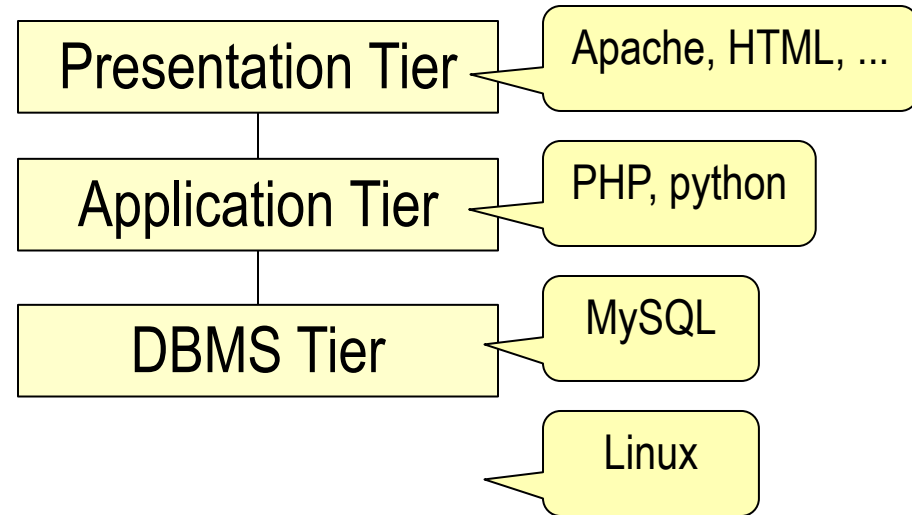 Presentation Tier
Apache, HTML, ...
Application Tier
PHP, python
DBMS Tier
MySQL
Linux